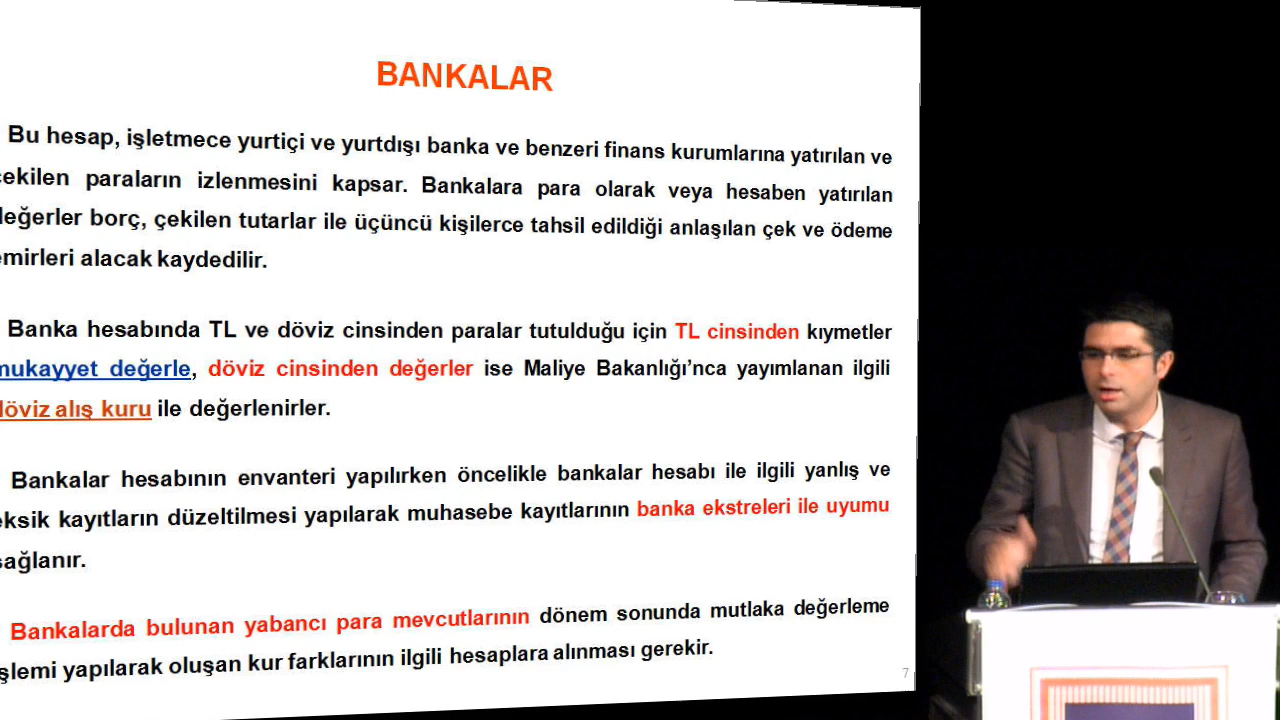 BANKALAR
Bu hesap, işletmece yurtiçi ve yurtdışı banka ve benzeri finans kurumlarına yatırılan ve
çekilen paraların izlenmesini kapsar. Bankalara para olarak veya hesaben yatırılan
değerler borç, çekilen tutarlar ile üçüncü kişilerce tahsil edildiği anlaşılan çek ve ödeme
emirleri alacak kaydedilir.
Banka hesabında TL ve döviz cinsinden paralar tutulduğu için TL cinsinden kıymetler
mukayyet değerle, döviz cinsinden değerler ise Maliye Bakanlığı’nca yayımlanan ilgili
döviz alış kuru ile değerlenirler.
Bankalar hesabının envanteri yapılırken öncelikle bankalar hesabı ile ilgili yanlış ve
eksik kayıtların düzeltilmesi yapılarak muhasebe kayıtlarının banka ekstreleri ile uyumu
sağlanır.
Bankalarda bulunan yabancı para mevcutlarının dönem sonunda mutlaka değerleme
işlemi yapılarak oluşan kur farklarının ilgili hesaplara alınması gerekir.
7